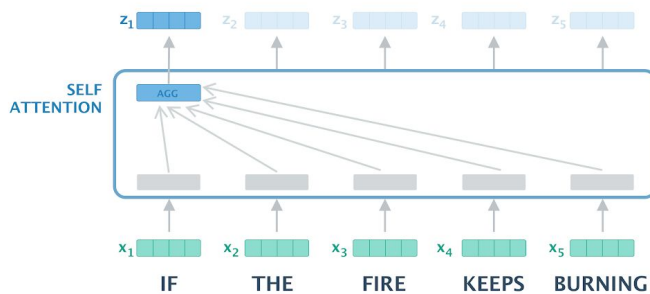 z1 z2 z3 z4 z5
SELF
ATTENTION
AGG
x1 x2 x3 x4 x5
IF THE FIRE KEEPS BURNING